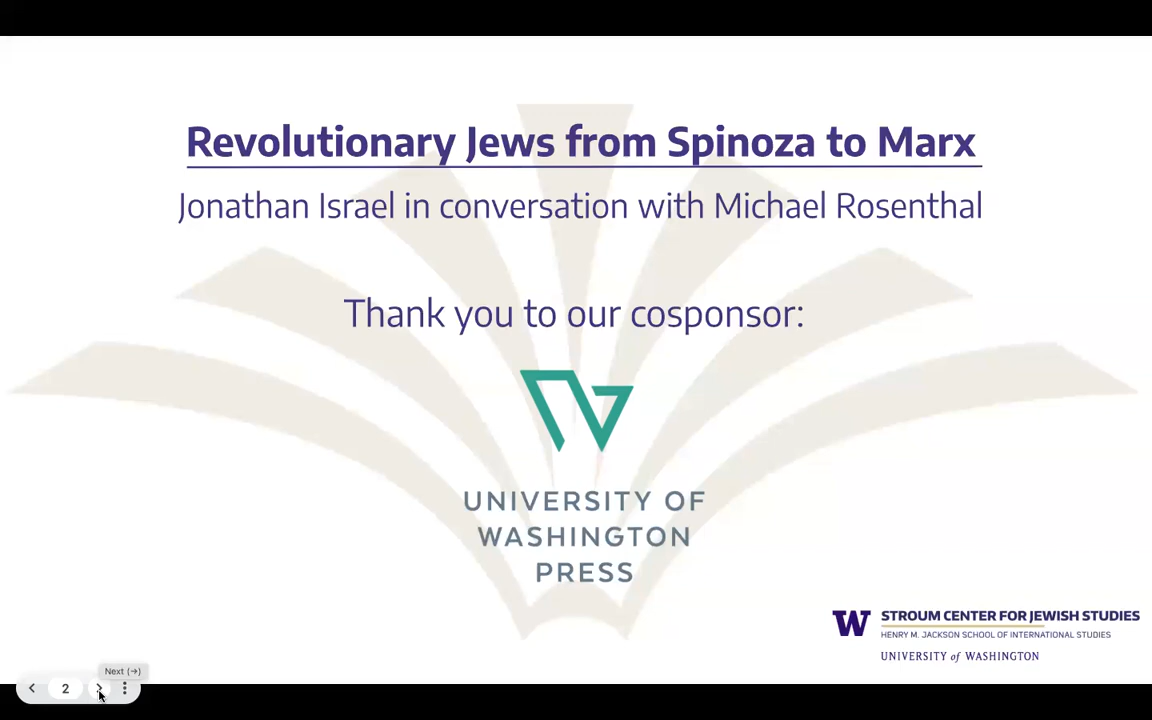 Revolutionary Jews from Spinoza to Marx
Jonathan Israel in conversation with Michael Rosenthal
Thank you to our cosponsor:
UNIVERSITY OF
WASHINGTON
PRESS
W
STROUM CENTER FOR JEWISH STUDIES
HENRY M. JACKSON SCHOOL OF INTERNATIONAL STUDIES
UNIVERSITY of WASHINGTON
Next (→)
2